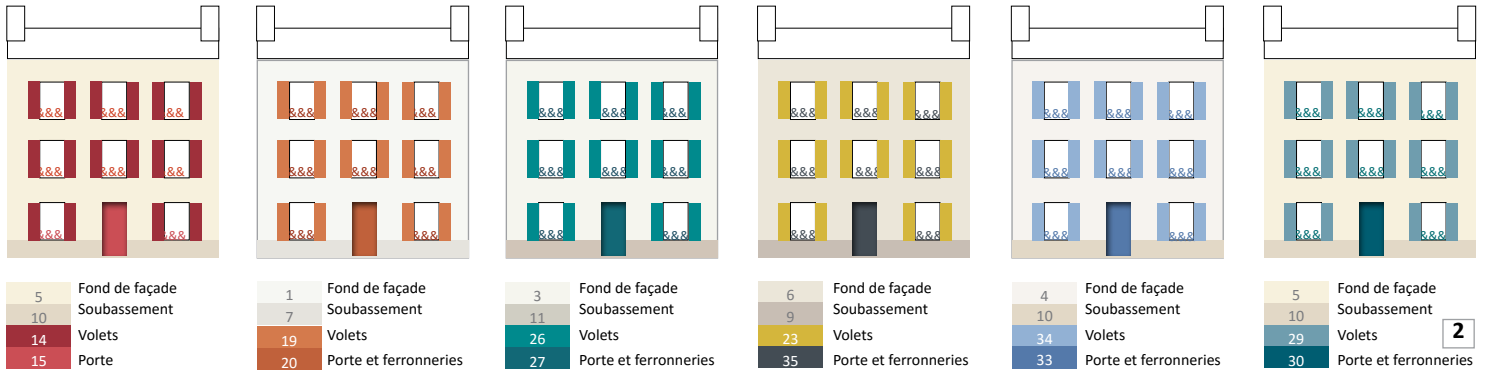 &&& &&& && &&& &&& &&& &&& &&& &&& &&& &&& &&& &&& &&& &&& &&& &&& &&&
&&& &&& &&& &&& &&& &&& &&& &&& &&& &&& &&& &&& &&& &&& &&& &&& &&& &&&
&&& &&& &&& &&& &&& &&& &&& &&& &&& &&& &&& &&&
5 Fond de façade
10 Soubassement
14 Volets
15 Porte
1 Fond de façade
7 Soubassement
19 Volets
20 Porte et ferronneries
3 Fond de façade
11 Soubassement
26 Volets
27 Porte et ferronneries
6 Fond de façade
9 Soubassement
23 Volets
35 Porte et ferronneries
4 Fond de façade
10 Soubassement
34 Volets
33 Porte et ferronneries
5 Fond de façade
10 Soubassement
29 Volets
30 Porte et ferronneries
2